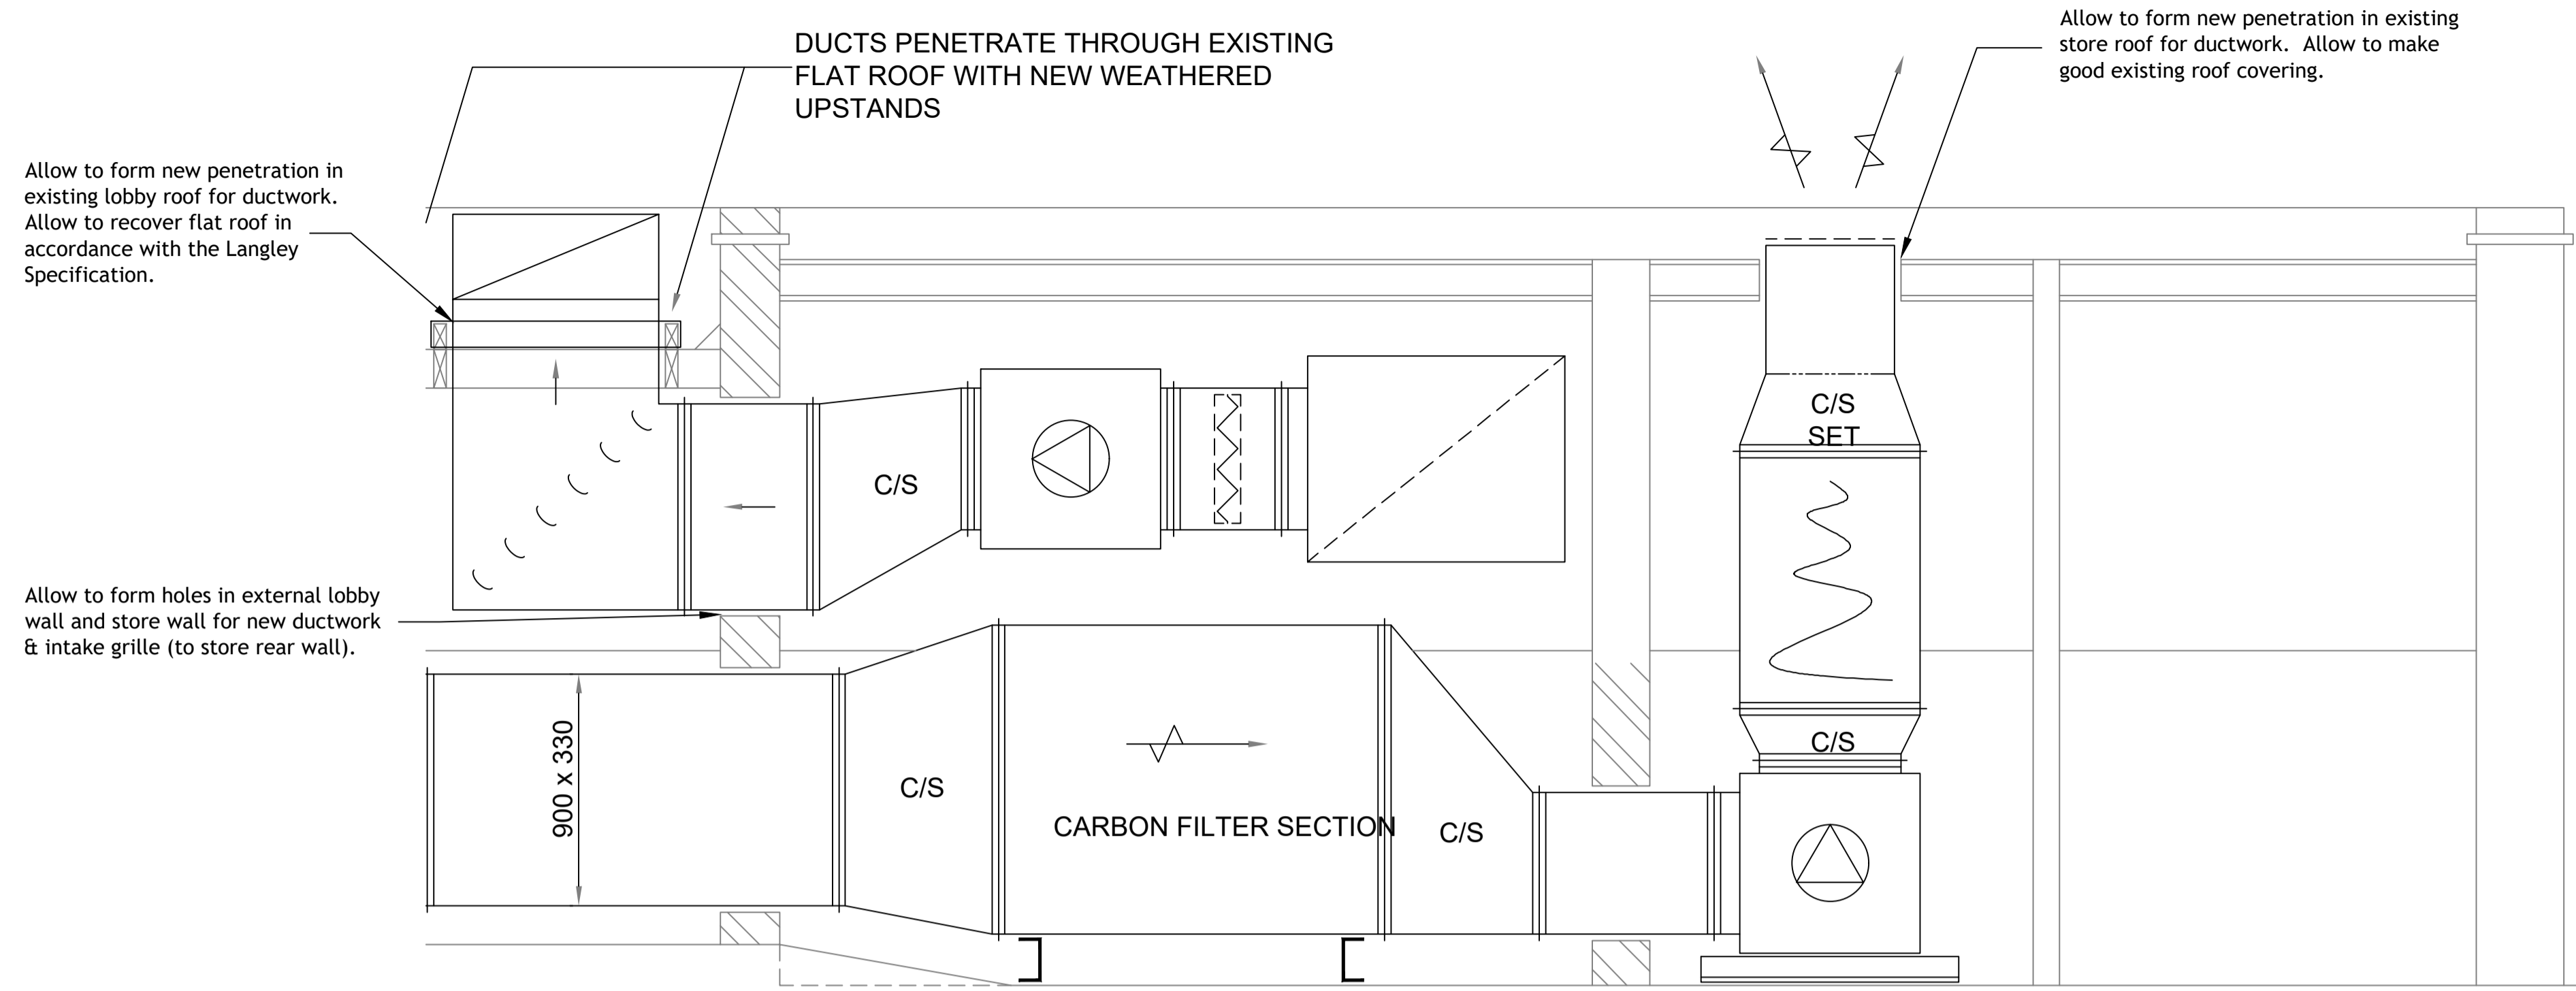 DUCTS PENETRATE THROUGH EXISTING
FLAT ROOF WITH NEW WEATHERED
UPSTANDS
Allow to form new penetration in existing
store roof for ductwork.  Allow to make
good existing roof covering.
Allow to form new penetration in
existing lobby roof for ductwork.
Allow to recover flat roof in
accordance with the Langley
Specification.
C/S
SET
C/S
Allow to form holes in external lobby
wall and store wall for new ductwork
& intake grille (to store rear wall).
900 x 330
C/S
CARBON FILTER SECTION
C/S
C/S